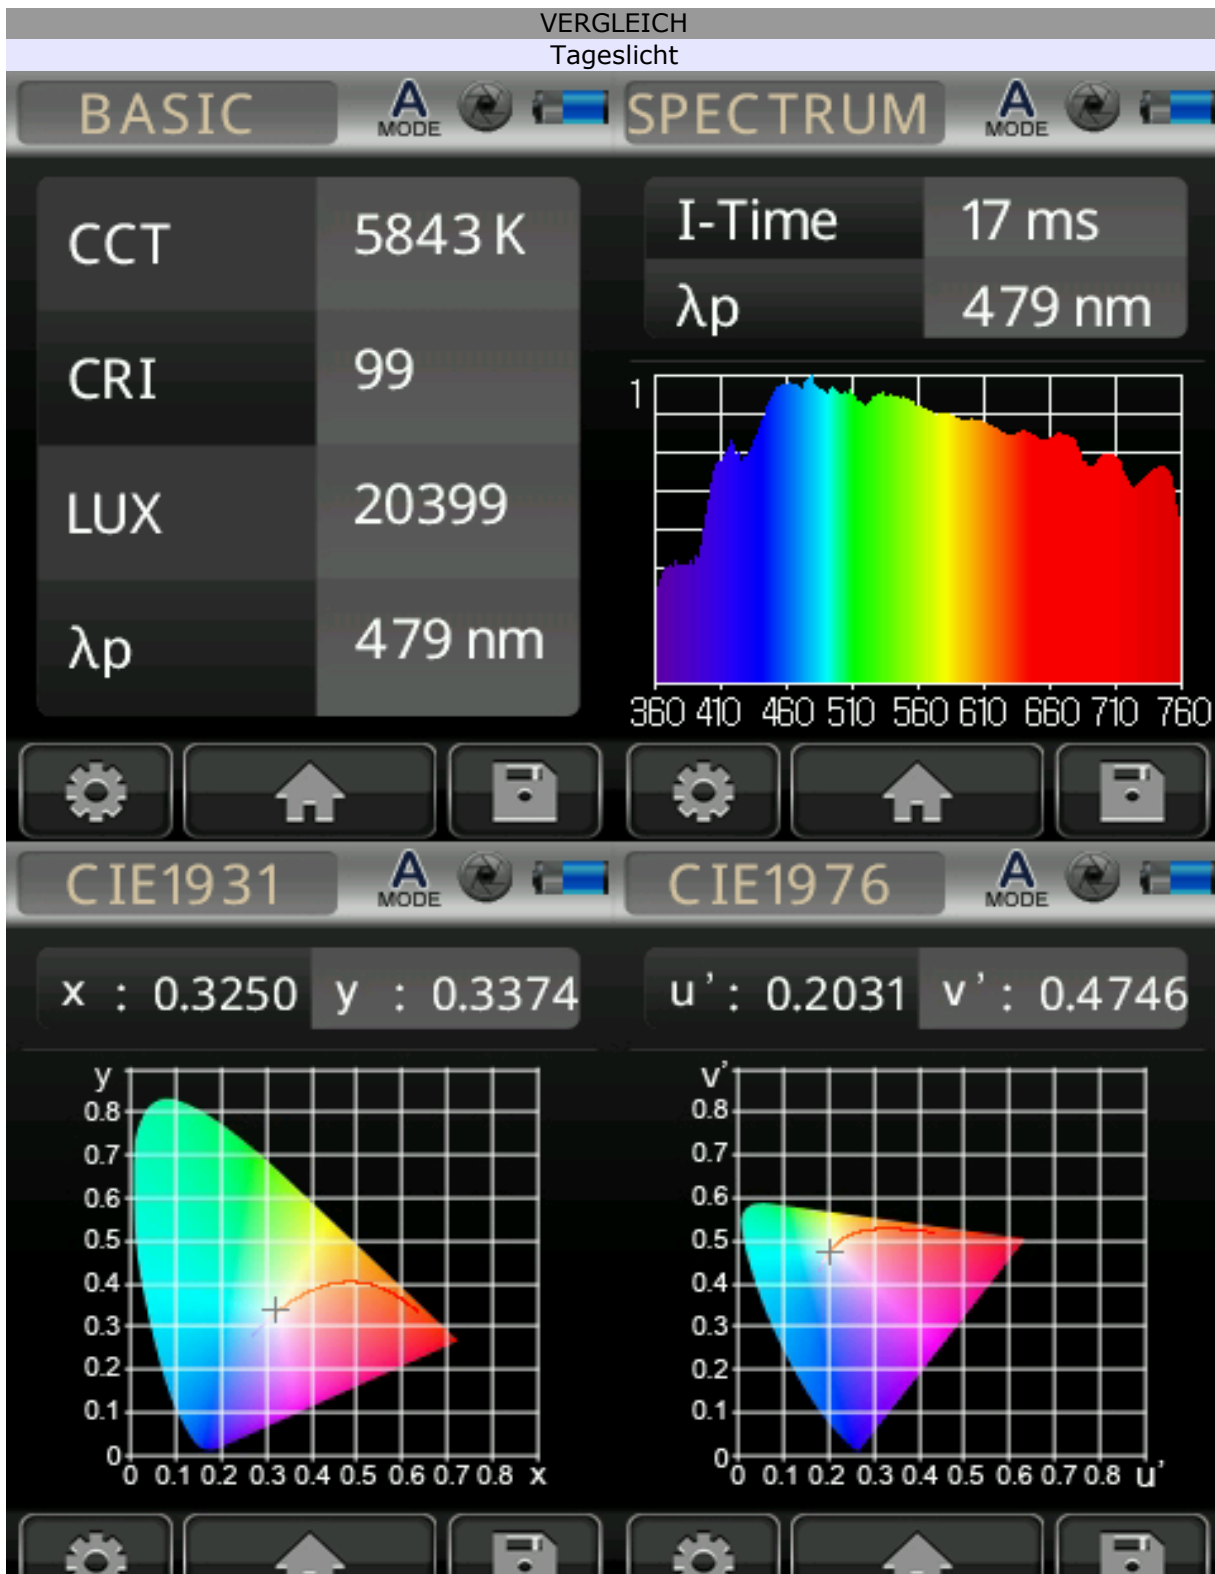 VERGLEICH
Tageslicht
BASIC
A
MODE
CCT 5843 K
CRI 99
LUX 20399
λp 479 nm
SPECTRUM
A
MODE
I-Time 17 ms
λp 479 nm
1
360 410 460 510 560 610 660 710 760
CIE1931
A
MODE
x : 0.3250 y : 0.3374
y
0.8
0.7
0.6
0.5
0.4
0.3
0.2
0.1
0
0 0.1 0.2 0.3 0.4 0.5 0.6 0.7 0.8 x
CIE1976
A
MODE
u’: 0.2031 v’: 0.4746
v’
0.8
0.7
0.6
0.5
0.4
0.3
0.2
0.1
0
0 0.1 0.2 0.3 0.4 0.5 0.6 0.7 0.8 u’